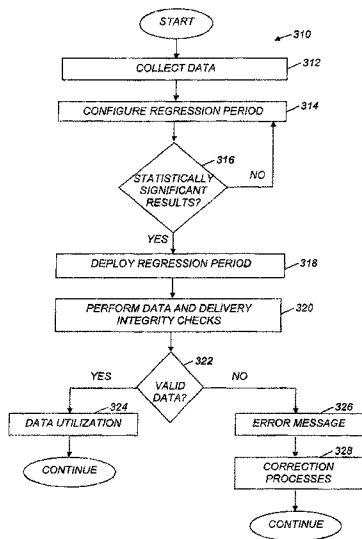 START
310
COLLECT DATA
312
CONFIGURE REGRESSION PERIOD
314
316
STATISTICALLY
SIGNIFICANT
RESULTS?
NO
YES
DEPLOY REGRESSION PERIOD
318
PERFORM DATA AND DELIVERY
INTEGRITY CHECKS
320
322
VALID
DATA?
YES
NO
324
DATA UTILIZATION
CONTINUE
326
ERROR MESSAGE
328
CORRECTION
PROCESSES
CONTINUE